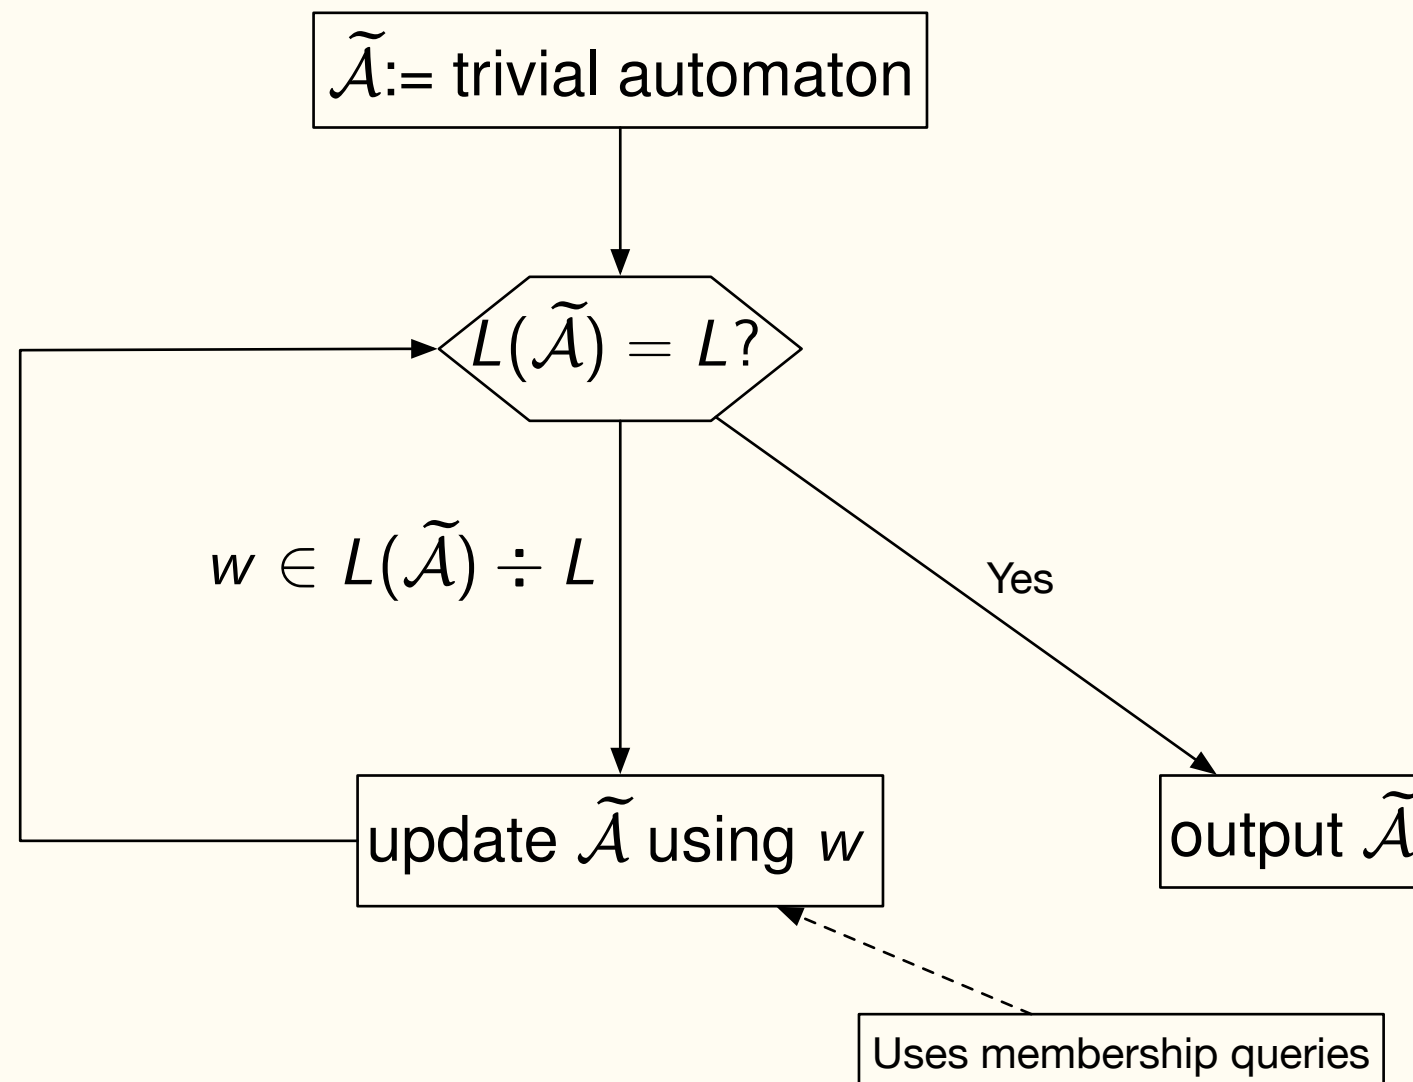 𝒜̃:= trivial automaton
L(𝒜̃) = L?
w ∈ L(𝒜̃) ÷ L
Yes
update 𝒜̃ using w
output 𝒜̃
Uses membership queries